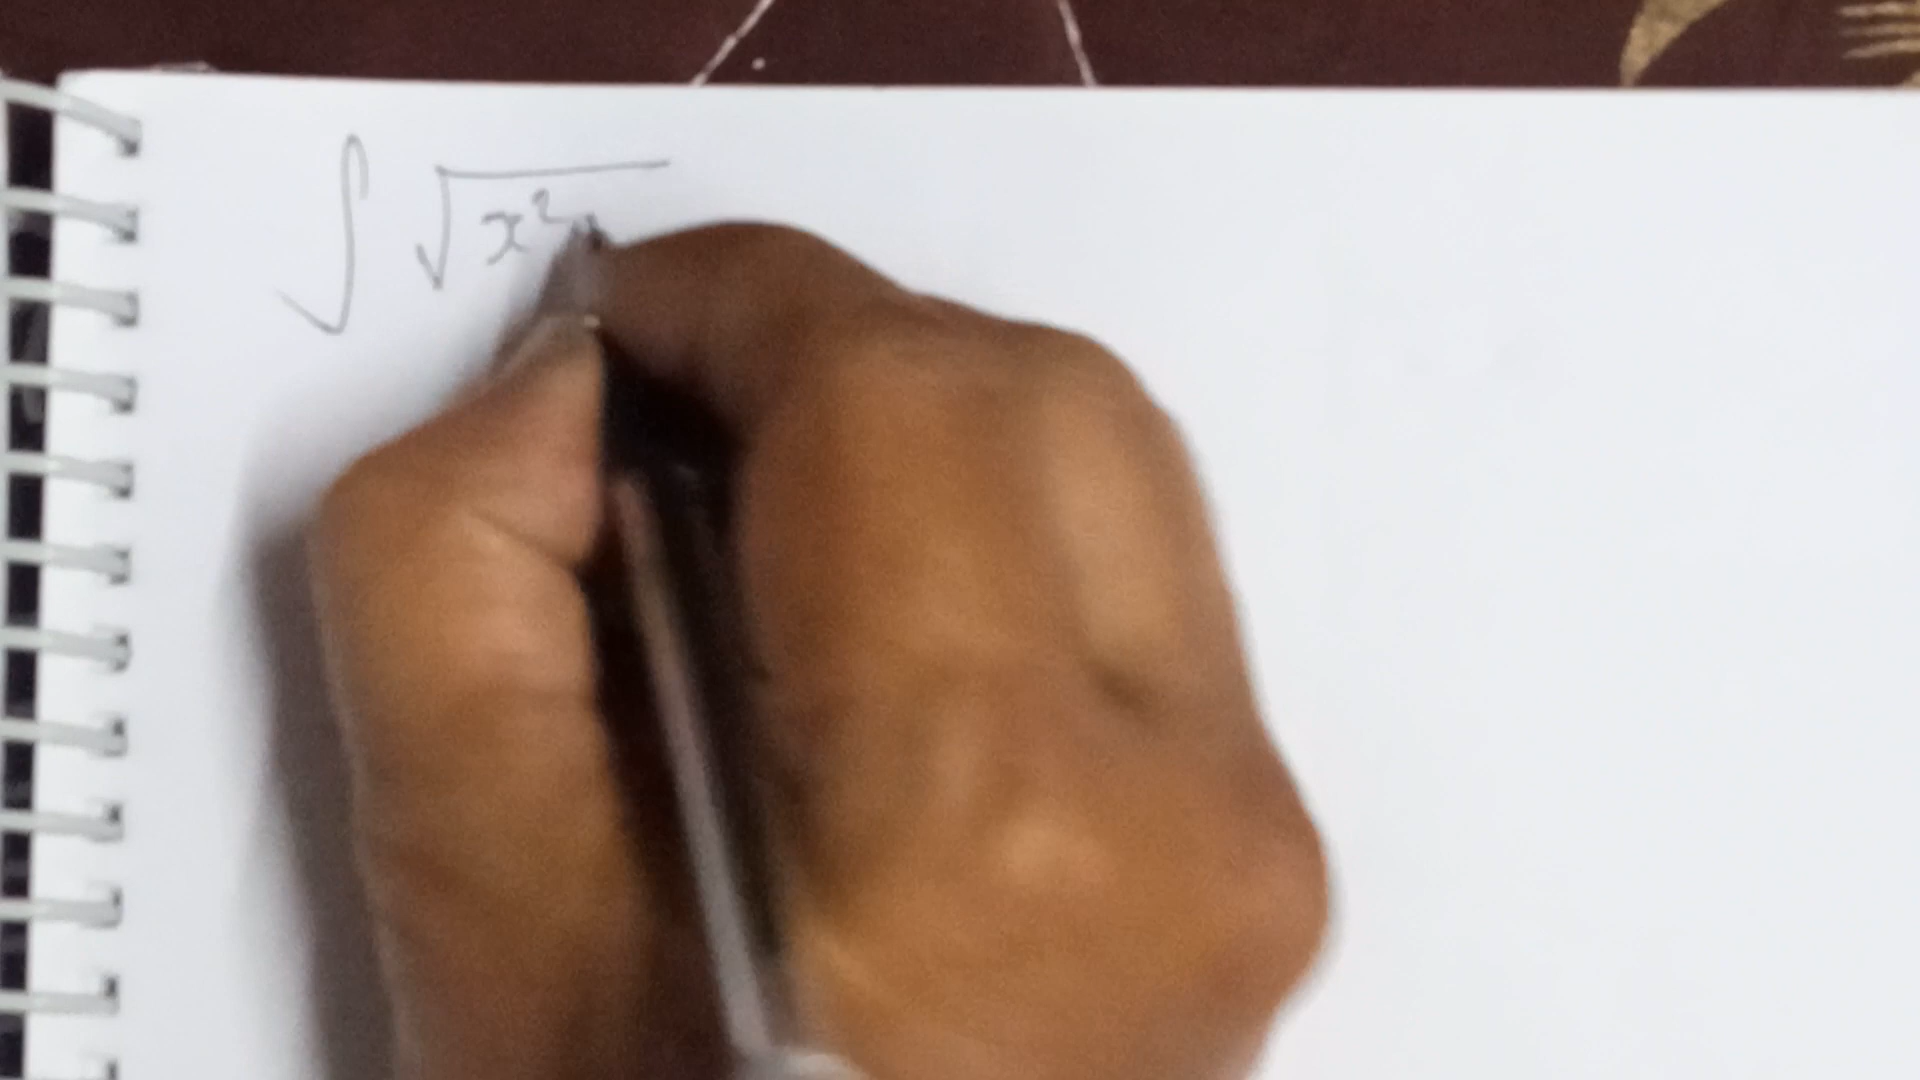 ∫ √x²